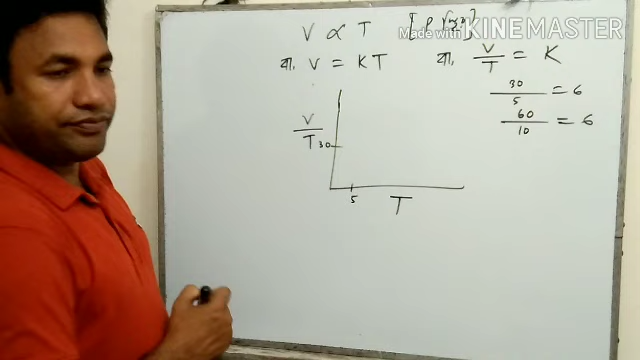 Made with KINEMASTER
V ∝ T [P
বা, V = KT বা, V/T = K
30/5 = 6
60/10 = 6
V/T
30
5 T